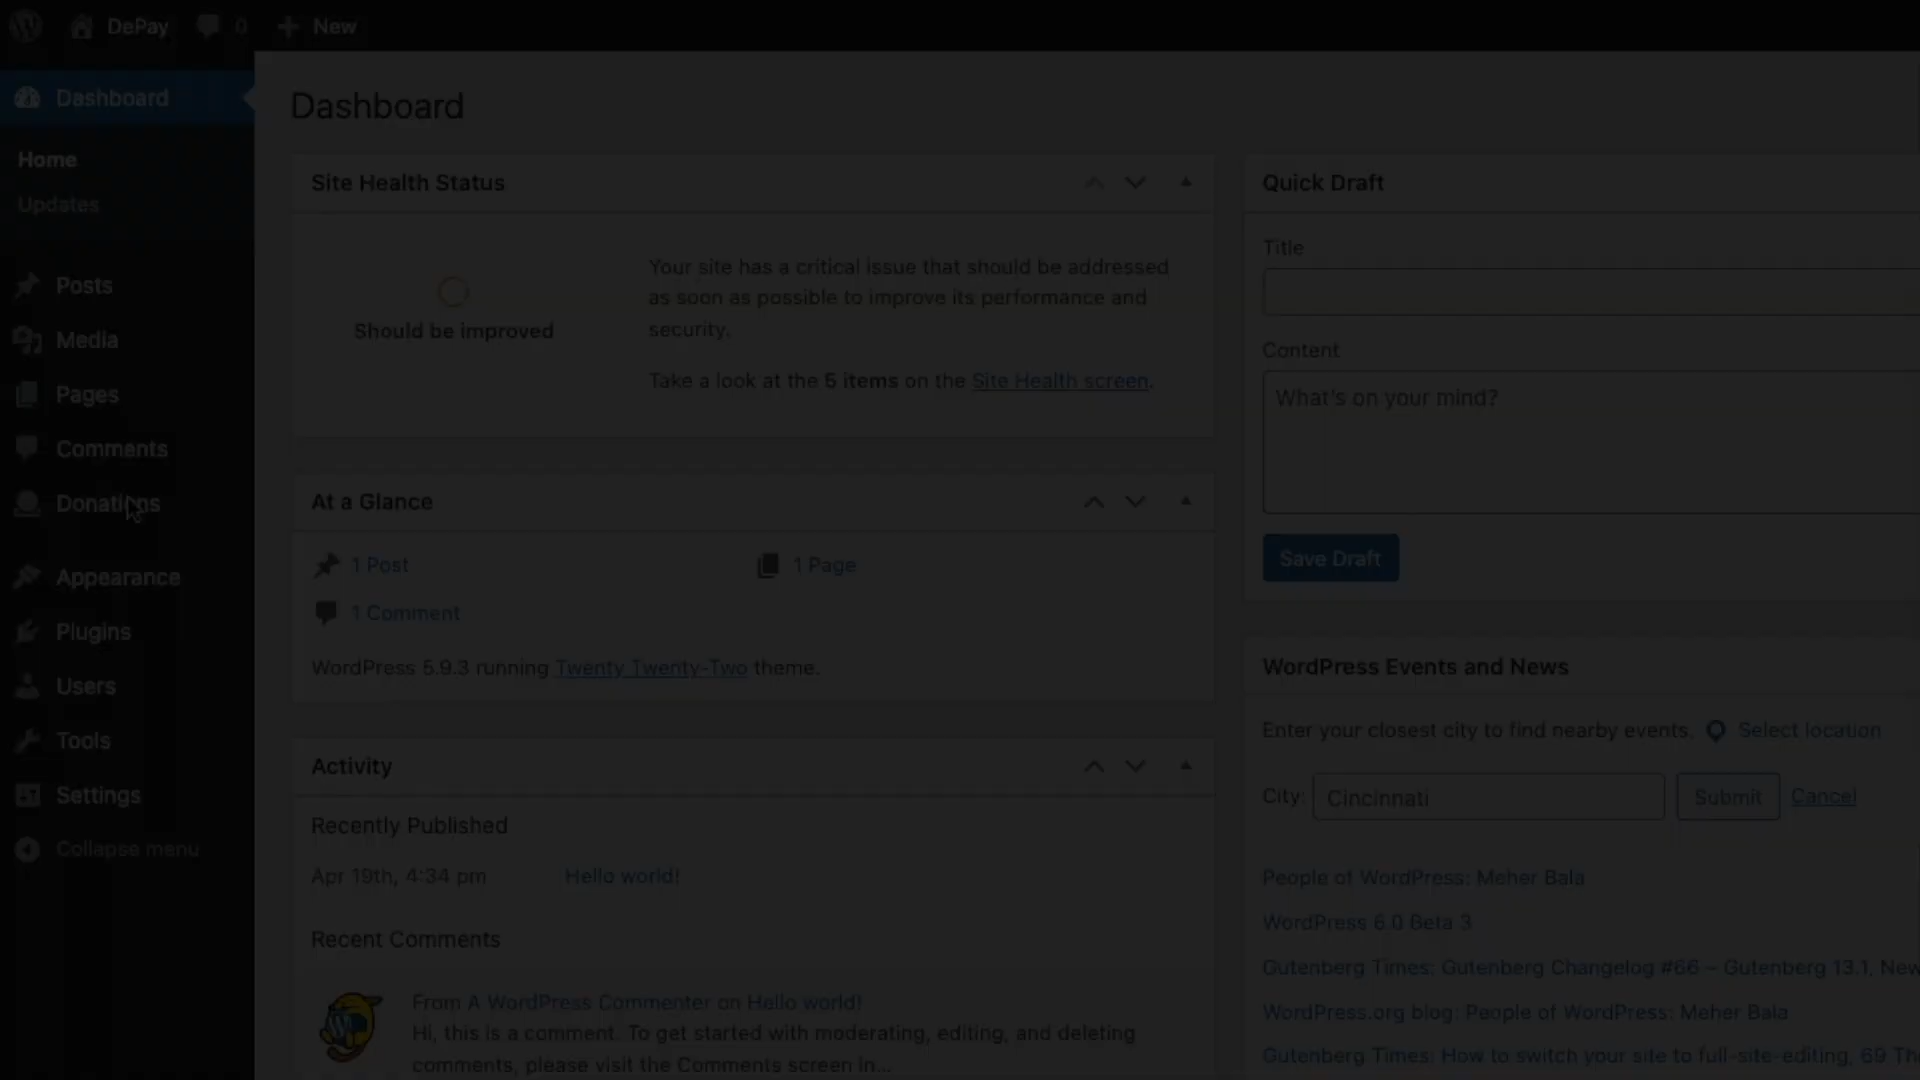 DePay 0 New
Dashboard
Home
Updates
Posts
Media
Pages
Comments
Donations
Appearance
Plugins
Users
Tools
Settings
Collapse menu
Dashboard
Site Health Status
Should be improved
Your site has a critical issue that should be addressed
as soon as possible to improve its performance and
security.
Take a look at the 5 items on the Site Health screen.
At a Glance
1 Post
1 Page
1 Comment
WordPress 5.9.3 running Twenty Twenty-Two theme.
Activity
Recently Published
Apr 19th, 4:34 pm Hello world!
Recent Comments
From A WordPress Commenter on Hello world!
Hi, this is a comment. To get started with moderating, editing, and deleting
comments, please visit the Comments screen in...
Quick Draft
Title
Content
What's on your mind?
Save Draft
WordPress Events and News
Enter your closest city to find nearby events. Select location
City: Cincinnati Submit Cancel
People of WordPress: Meher Bala
WordPress 6.0 Beta 3
Gutenberg Times: Gutenberg Changelog #66 – Gutenberg 13.1, New
WordPress.org blog: People of WordPress: Meher Bala
Gutenberg Times: How to switch your site to full-site-editing, 69 Th